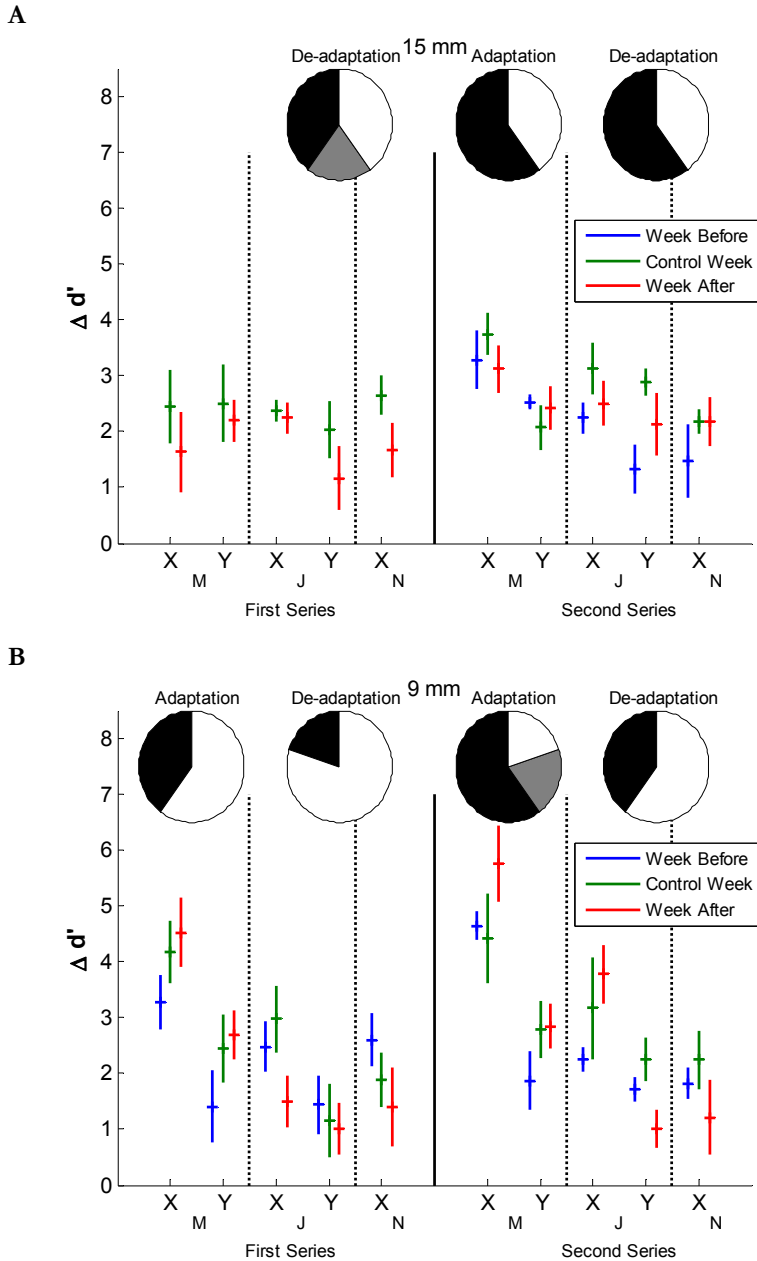 A
15 mm
De-adaptation Adaptation De-adaptation
8
7
6
5
4
3
2
1
0
Δ d'
Week Before
Control Week
Week After
X Y X Y X X Y X Y X
M J N M J N
First Series Second Series
B
9 mm
Adaptation De-adaptation Adaptation De-adaptation
8
7
6
5
4
3
2
1
0
Δ d'
Week Before
Control Week
Week After
X Y X Y X X Y X Y X
M J N M J N
First Series Second Series